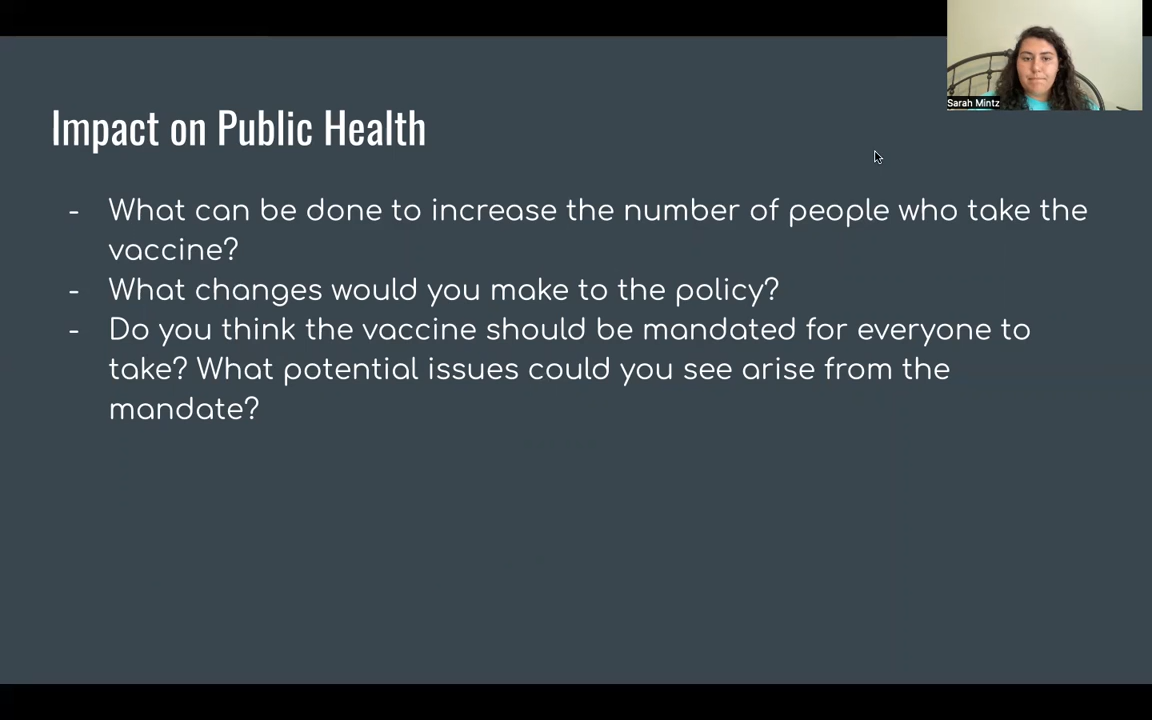 Sarah Mintz
Impact on Public Health
- What can be done to increase the number of people who take the
vaccine?
- What changes would you make to the policy?
- Do you think the vaccine should be mandated for everyone to
take? What potential issues could you see arise from the
mandate?